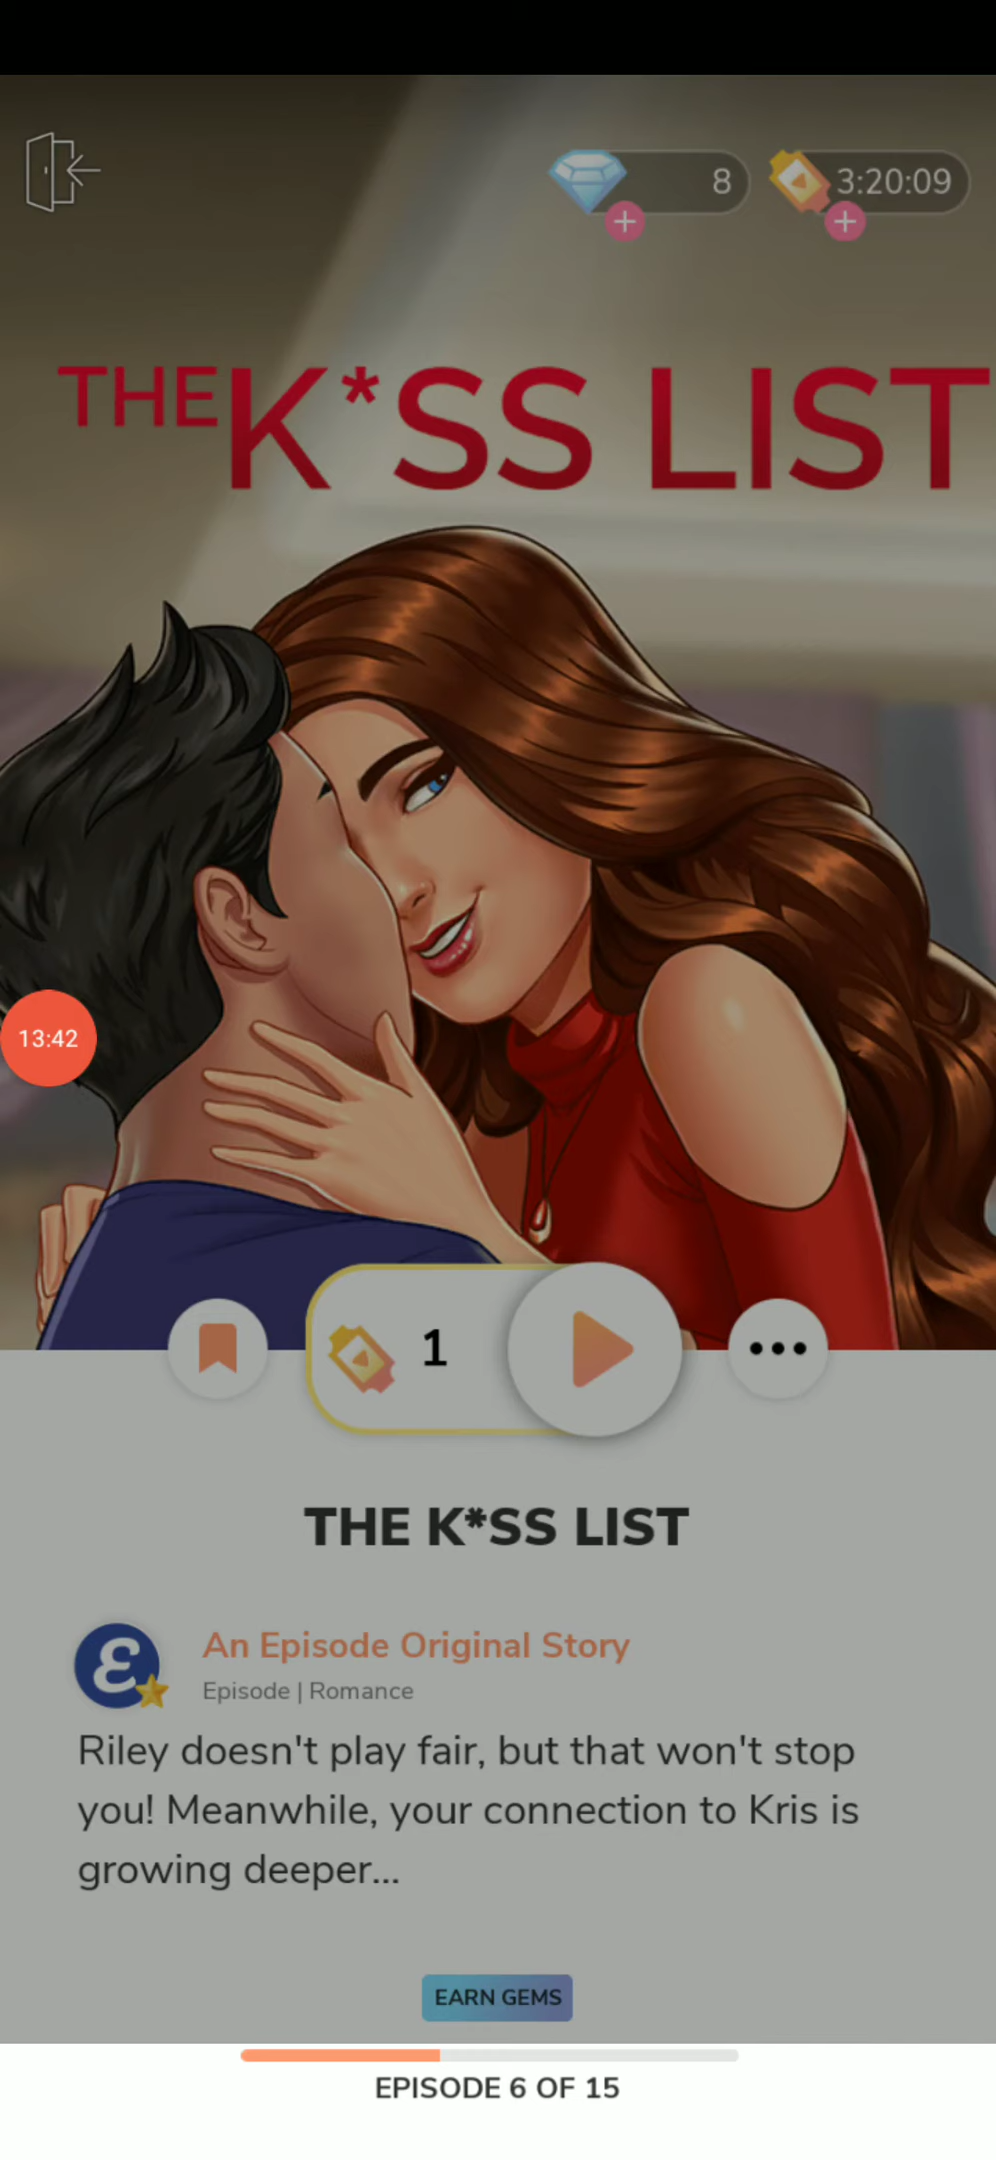 8
3:20:09
THE K*SS LIST
13:42
1
THE K*SS LIST
An Episode Original Story
Episode | Romance
Riley doesn't play fair, but that won't stop
you! Meanwhile, your connection to Kris is
growing deeper...
EARN GEMS
EPISODE 6 OF 15